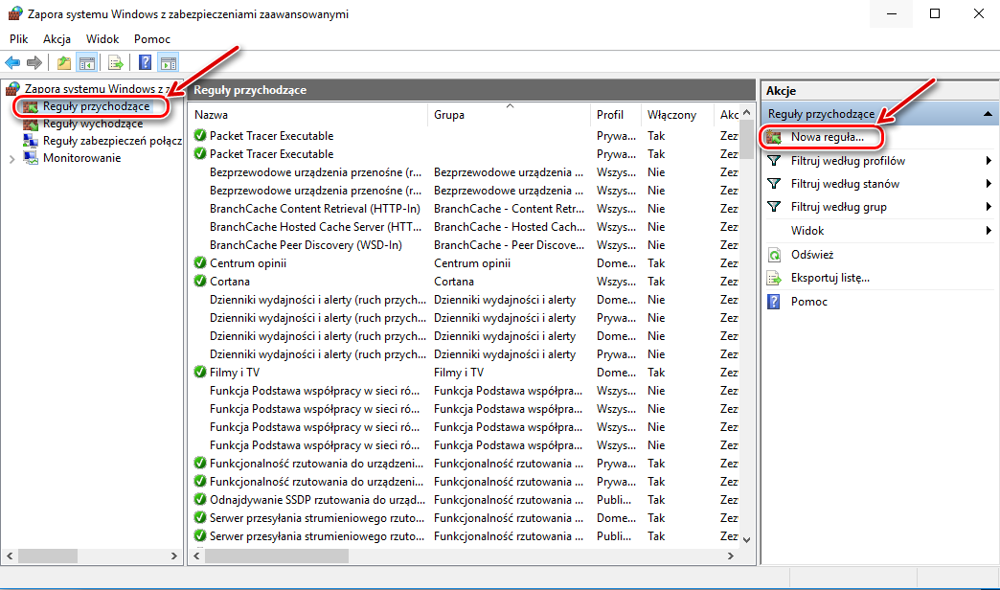 Zapora systemu Windows z zabezpieczeniami zaawansowanymi
Plik Akcja Widok Pomoc
Zapora systemu Windows z z
Reguły przychodzące
Reguły wychodzące
Reguły zabezpieczeń połącz
Monitorowanie
Reguły przychodzące
Nazwa Grupa Profil Włączony Akc
Packet Tracer Executable Prywa... Tak Zez
Packet Tracer Executable Prywa... Tak Zez
Bezprzewodowe urządzenia przenośne (r... Bezprzewodowe urządzenia ... Wszys... Nie Zez
Bezprzewodowe urządzenia przenośne (r... Bezprzewodowe urządzenia ... Wszys... Nie Zez
BranchCache Content Retrieval (HTTP-In) BranchCache - Content Retr... Wszys... Nie Zez
BranchCache Hosted Cache Server (HTT... BranchCache - Hosted Cach... Wszys... Nie Zez
BranchCache Peer Discovery (WSD-In) BranchCache - Peer Discove... Wszys... Nie Zez
Centrum opinii Centrum opinii Dome... Tak Zez
Cortana Cortana Wszys... Tak Zez
Dzienniki wydajności i alerty (ruch przych... Dzienniki wydajności i alerty Dome... Nie Zez
Dzienniki wydajności i alerty (ruch przych... Dzienniki wydajności i alerty Prywa... Nie Zez
Dzienniki wydajności i alerty (ruch przych... Dzienniki wydajności i alerty Dome... Nie Zez
Dzienniki wydajności i alerty (ruch przych... Dzienniki wydajności i alerty Prywa... Nie Zez
Filmy i TV Filmy i TV Dome... Tak Zez
Funkcja Podstawa współpracy w sieci ró... Funkcja Podstawa współpra... Wszys... Nie Zez
Funkcja Podstawa współpracy w sieci ró... Funkcja Podstawa współpra... Wszys... Nie Zez
Funkcja Podstawa współpracy w sieci ró... Funkcja Podstawa współpra... Wszys... Nie Zez
Funkcja Podstawa współpracy w sieci ró... Funkcja Podstawa współpra... Wszys... Nie Zez
Funkcjonalność rzutowania do urządzeni... Funkcjonalność rzutowania ... Prywa... Tak Zez
Funkcjonalność rzutowania do urządzeni... Funkcjonalność rzutowania ... Prywa... Tak Zez
Odnajdywanie SSDP rzutowania do urząd... Funkcjonalność rzutowania ... Publi... Tak Zez
Serwer przesyłania strumieniowego rzuto... Funkcjonalność rzutowania ... Dome... Tak Zez
Serwer przesyłania strumieniowego rzuto... Funkcjonalność rzutowania ... Publi... Tak Zez
Akcje
Reguły przychodzące
Nowa reguła...
Filtruj według profilów
Filtruj według stanów
Filtruj według grup
Widok
Odśwież
Eksportuj listę...
Pomoc